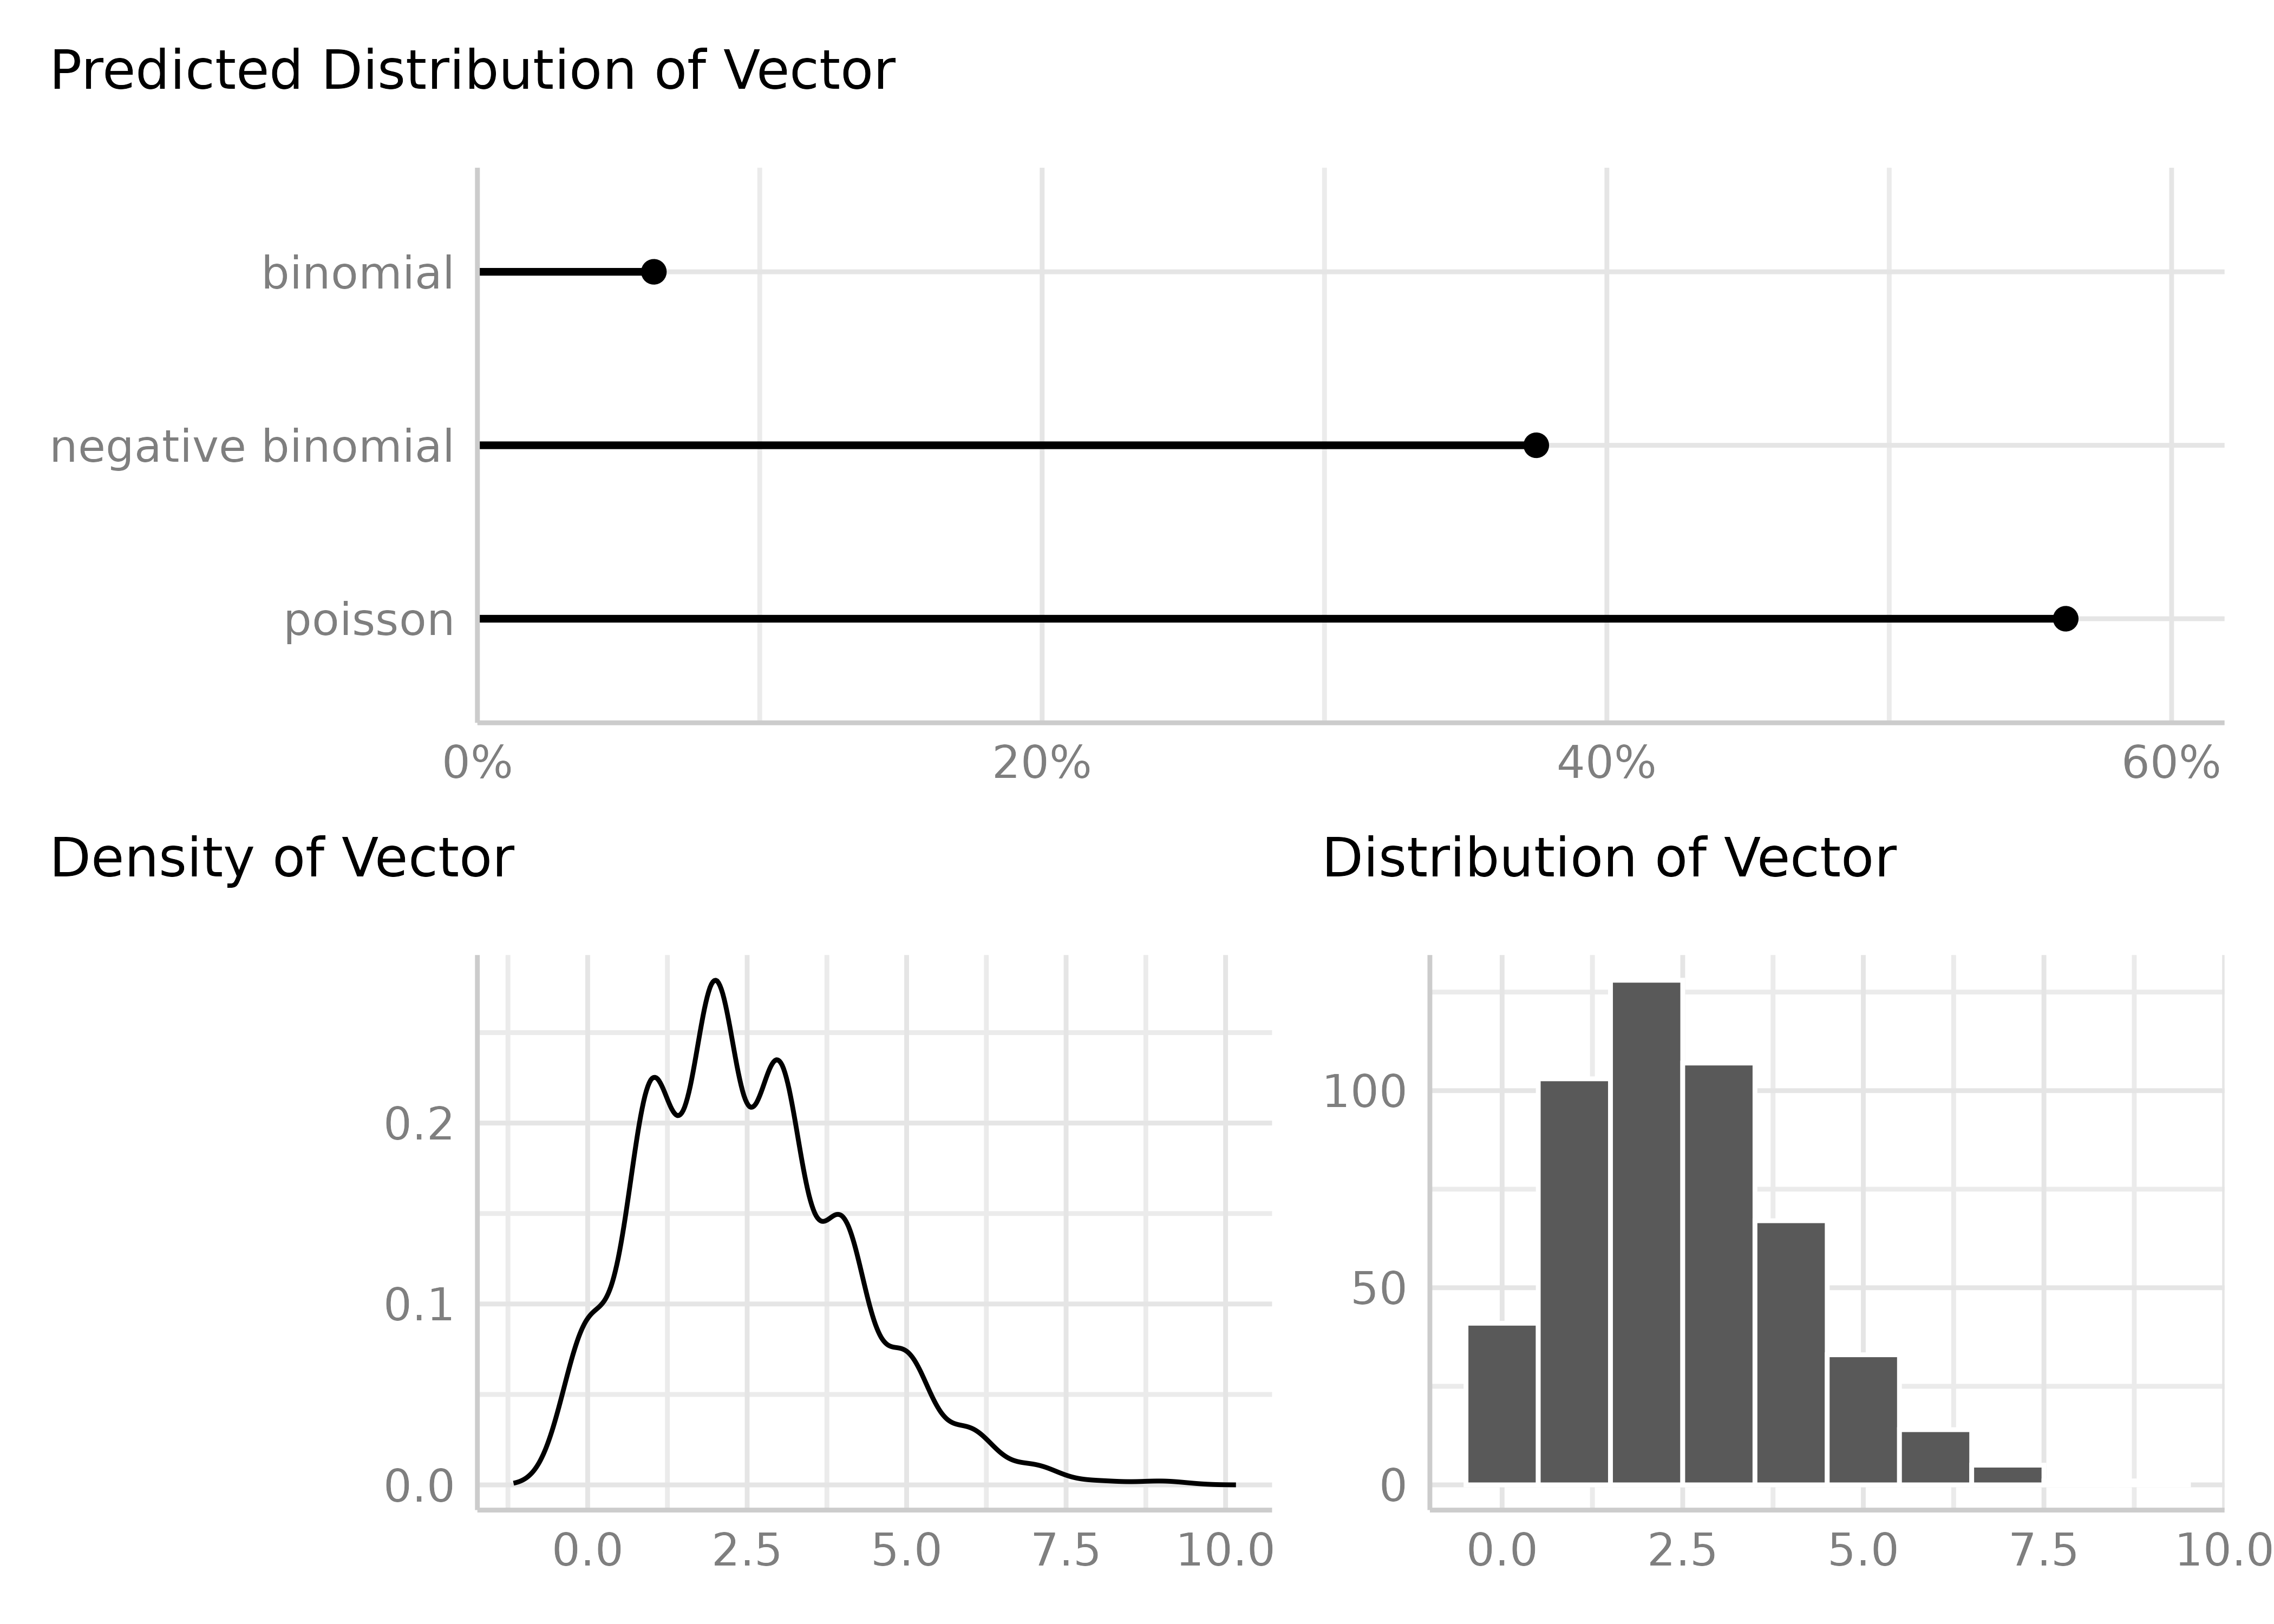 Predicted Distribution of Vector
binomial
negative binomial
poisson
0% 20% 40% 60%
Density of Vector
0.2
0.1
0.0
0.0 2.5 5.0 7.5 10.0
Distribution of Vector
100
50
0
0.0 2.5 5.0 7.5 10.0